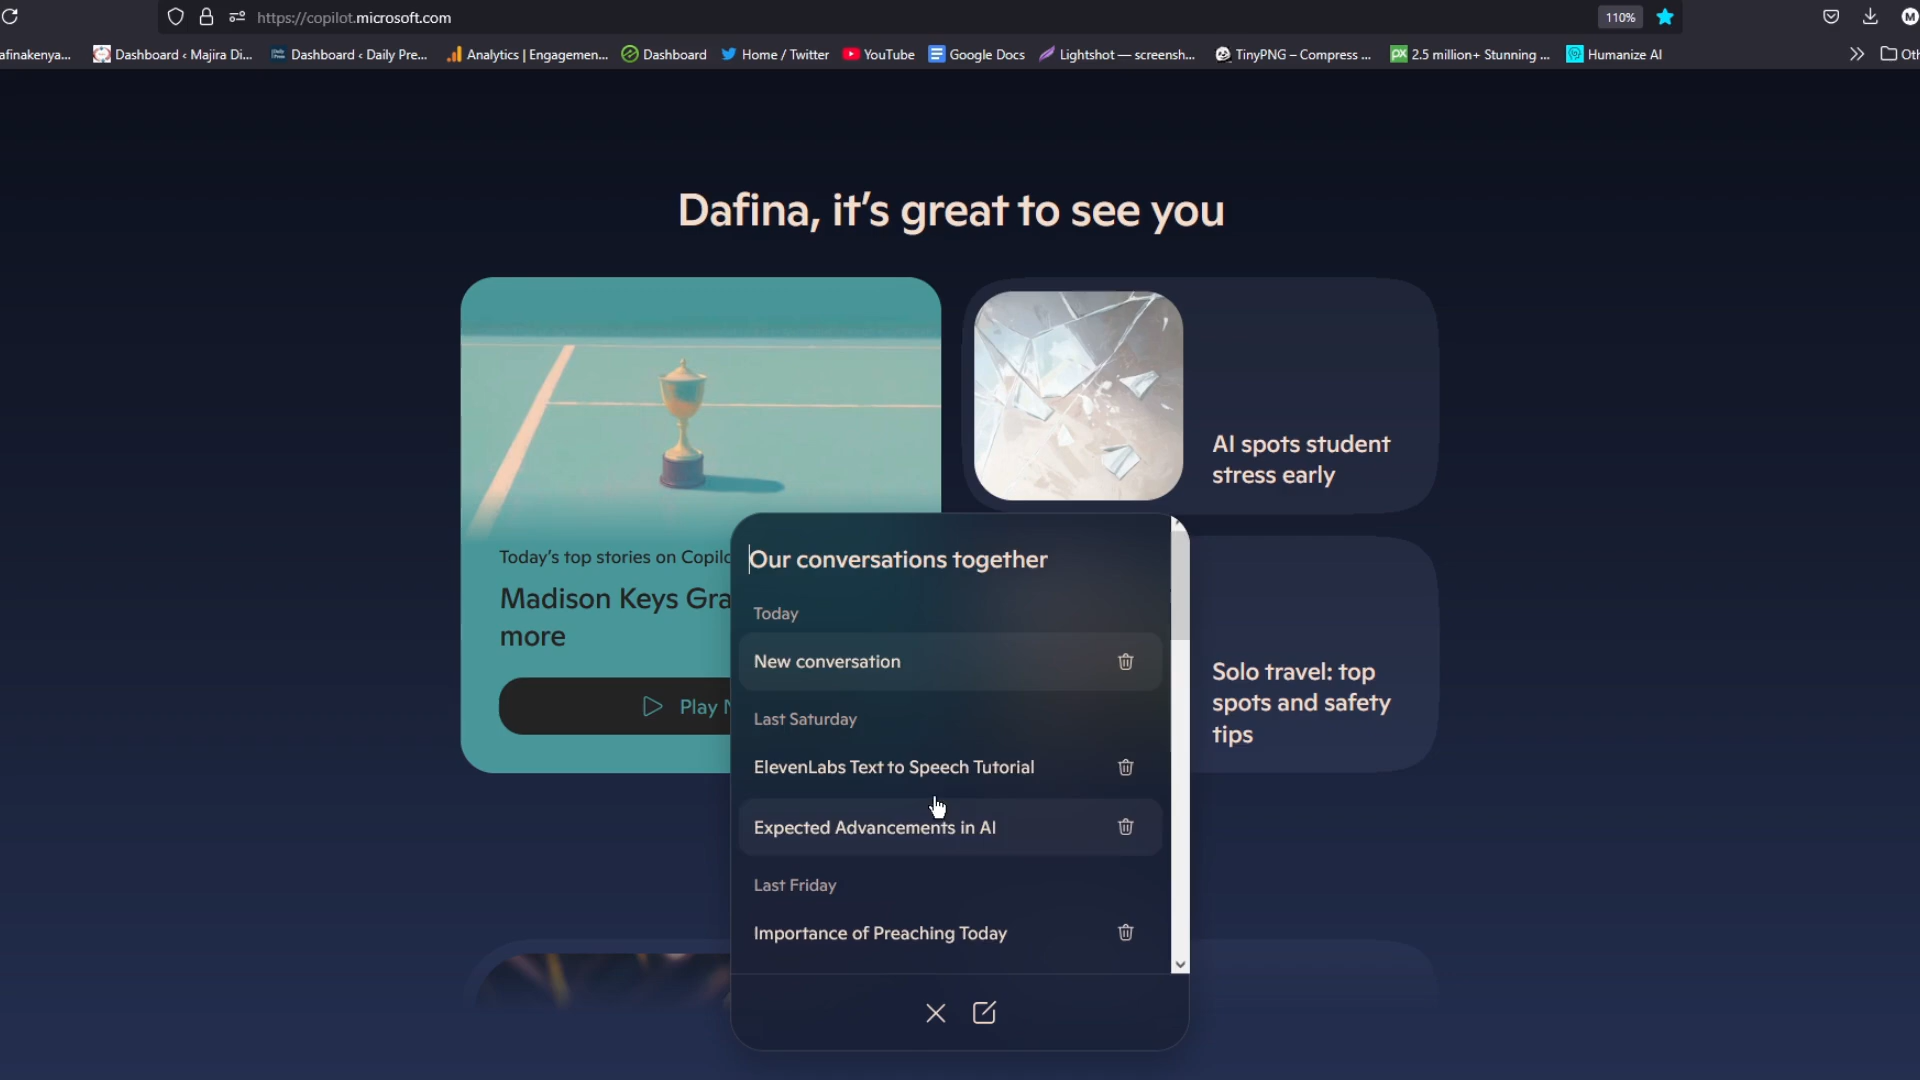 https://copilot.microsoft.com
110%
M
afinakenya...
Dashboard ‹ Majira Di...
Dashboard ‹ Daily Pre...
Analytics | Engagemen...
Dashboard
Home / Twitter
YouTube
Google Docs
Lightshot — screensh...
TinyPNG – Compress ...
px
2.5 million+ Stunning ...
Humanize AI
Oth
Dafina, it's great to see you
AI spots student
stress early
Today's top stories on Copilo
Madison Keys Gra
more
Play N
Our conversations together
Today
New conversation
Last Saturday
ElevenLabs Text to Speech Tutorial
Expected Advancements in AI
Last Friday
Importance of Preaching Today
Solo travel: top
spots and safety
tips